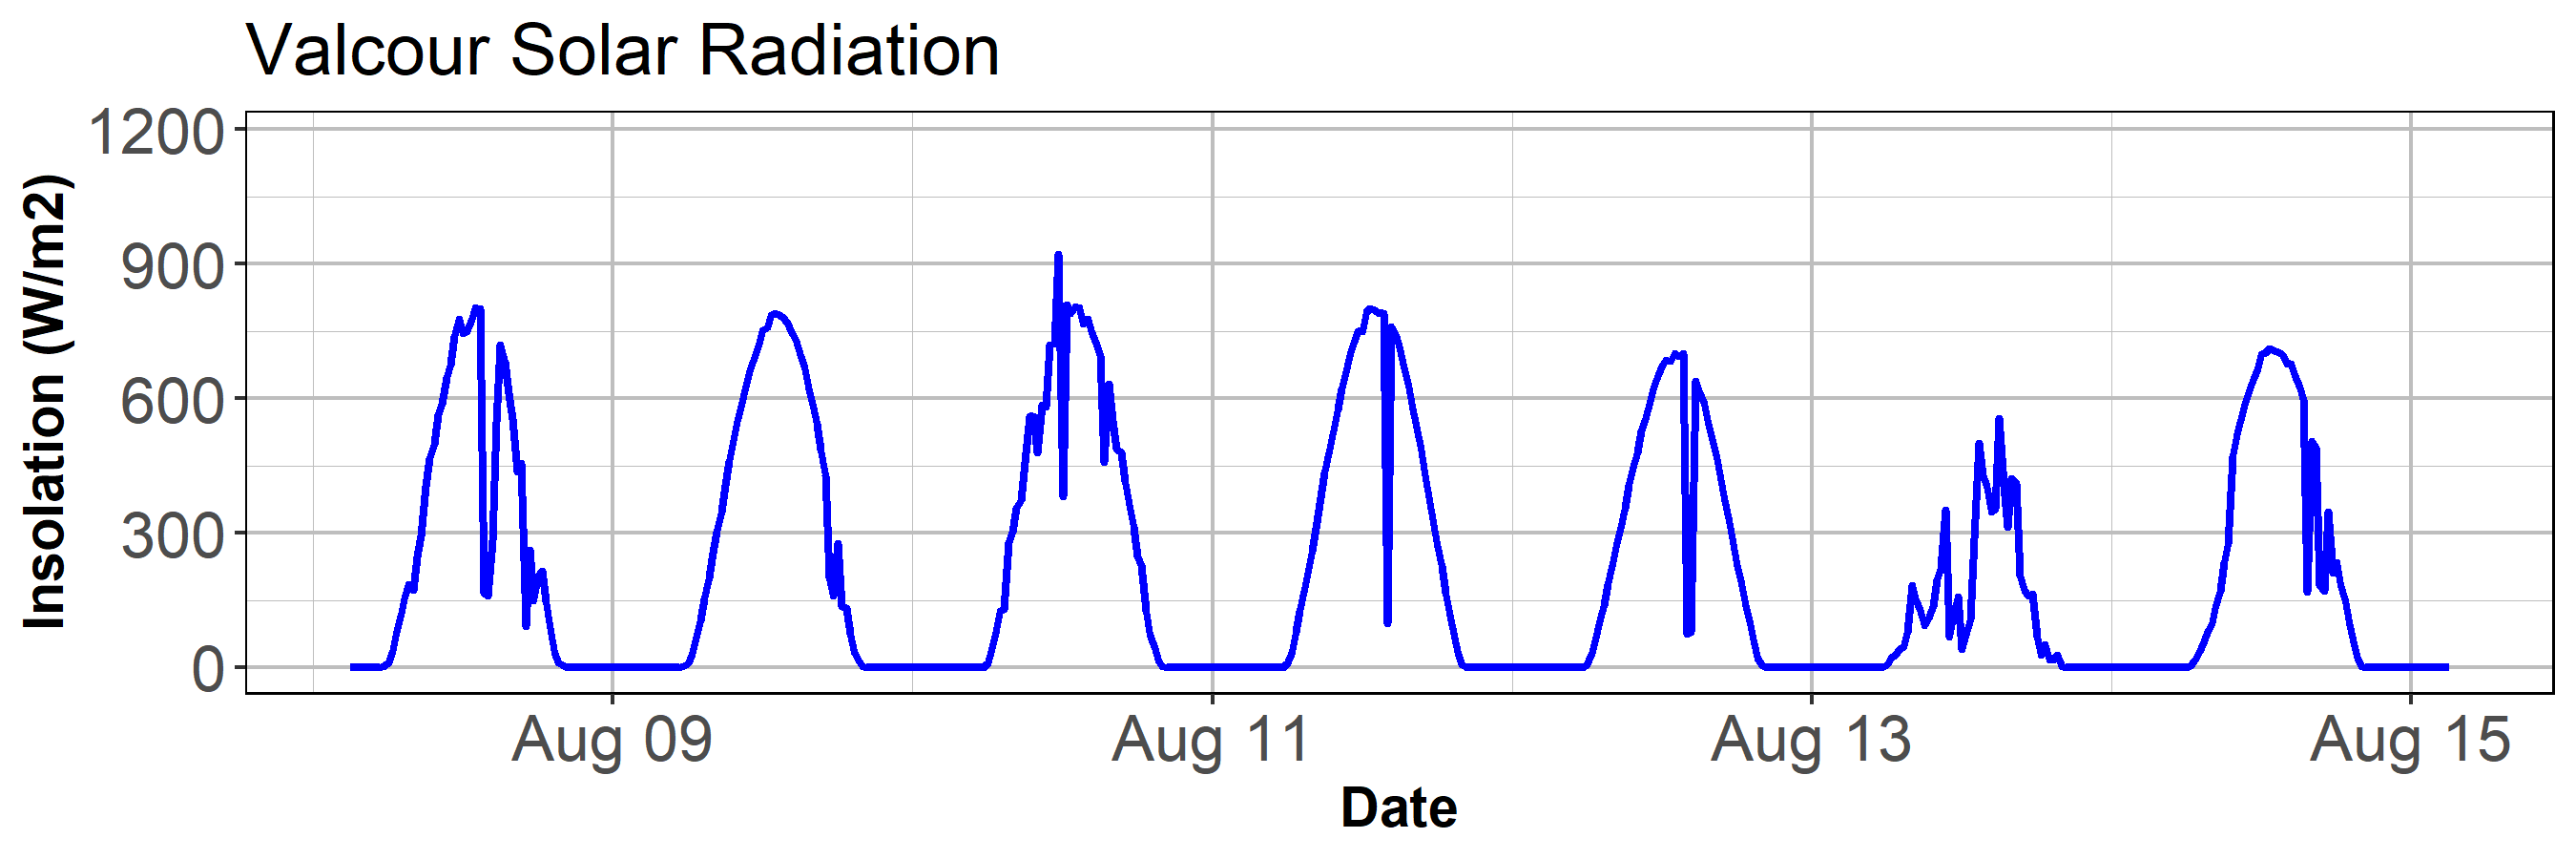 Valcour Solar Radiation
1200
900
600
300
0
Insolation (W/m2)
Aug 09 Aug 11 Aug 13 Aug 15
Date